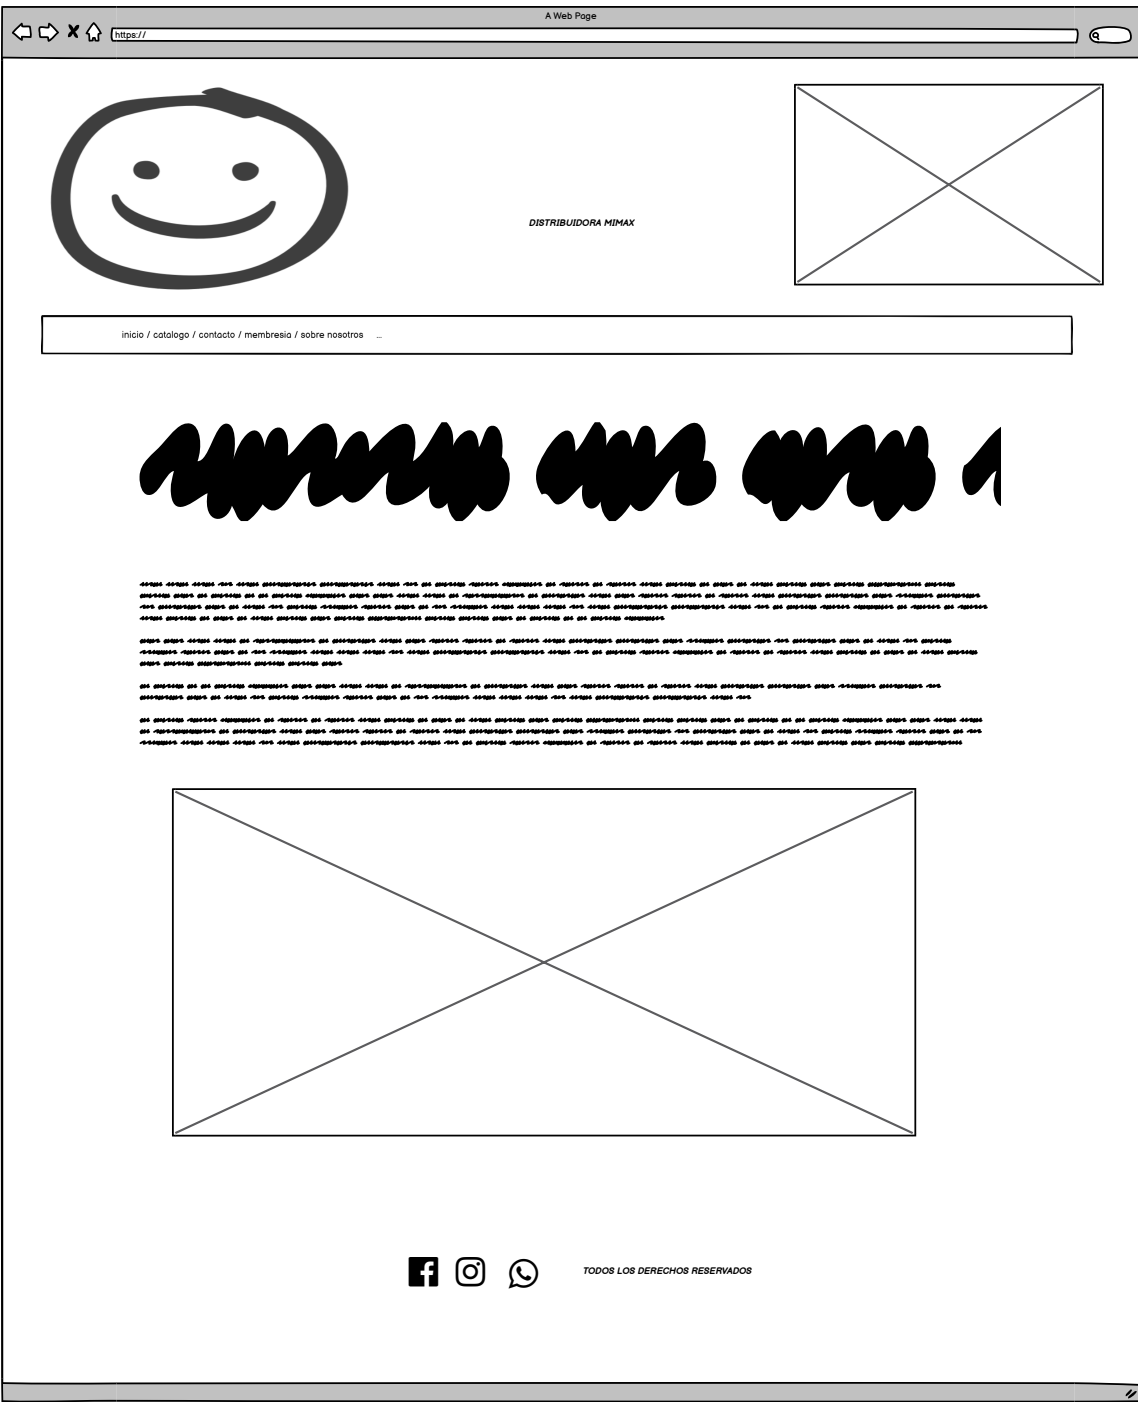 A Web Page
https://
DISTRIBUIDORA MIMAX
inicio / catalogo / contacto / membresia / sobre nosotros ...
TODOS LOS DERECHOS RESERVADOS